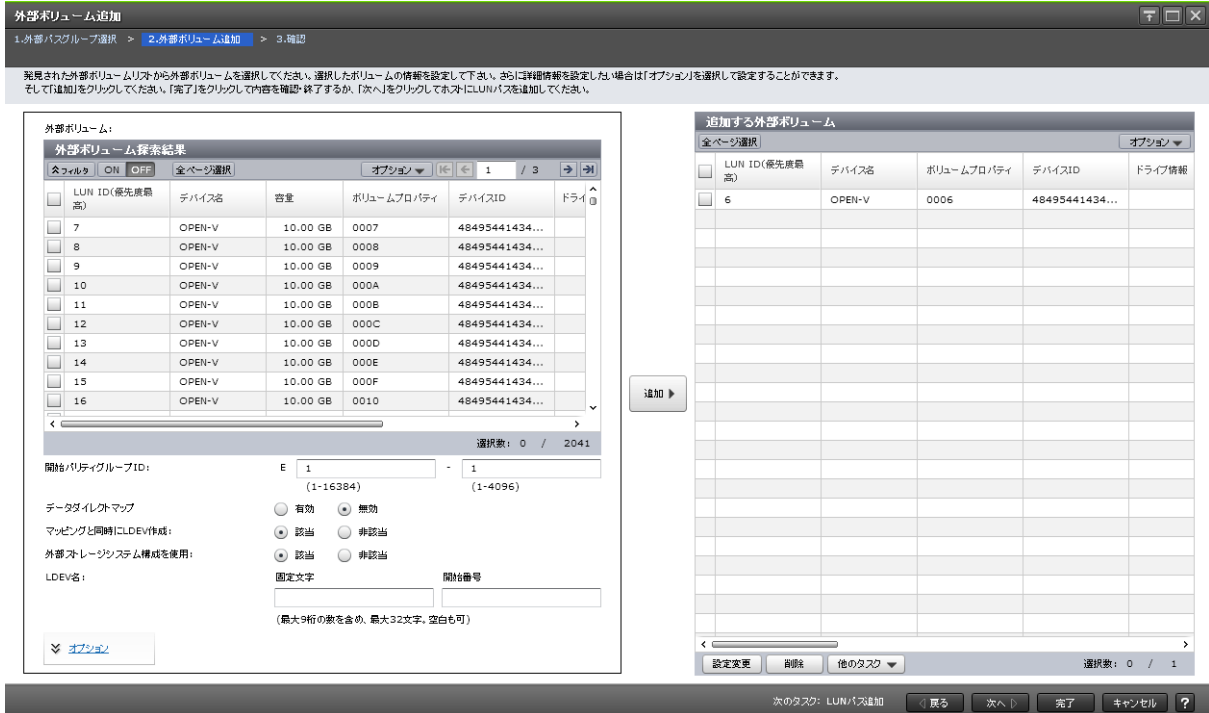 外部ボリューム追加
1.外部パスグループ選択 > 2.外部ボリューム追加 > 3.確認
発見された外部ボリュームリストから外部ボリュームを選択してください。選択したボリュームの情報を設定して下さい。さらに詳細情報を設定したい場合は「オプション」を選択して設定することができます。
そして「追加」をクリックしてください。「完了」をクリックして内容を確認・終了するか、「次へ」をクリックしてホストにLUNパスを追加してください。
外部ボリューム:
外部ボリューム探索結果
フィルタ ON OFF 全ページ選択 オプション 1 / 3
LUN ID(優先度最高) デバイス名 容量 ボリュームプロパティ デバイスID ドライ
7 OPEN-V 10.00 GB 0007 48495441434...
8 OPEN-V 10.00 GB 0008 48495441434...
9 OPEN-V 10.00 GB 0009 48495441434...
10 OPEN-V 10.00 GB 000A 48495441434...
11 OPEN-V 10.00 GB 000B 48495441434...
12 OPEN-V 10.00 GB 000C 48495441434...
13 OPEN-V 10.00 GB 000D 48495441434...
14 OPEN-V 10.00 GB 000E 48495441434...
15 OPEN-V 10.00 GB 000F 48495441434...
16 OPEN-V 10.00 GB 0010 48495441434...
選択数: 0 / 2041
開始パリティグループID: E 1 - 1
(1-16384) (1-4096)
データダイレクトマップ 有効 無効
マッピングと同時にLDEV作成: 該当 非該当
外部ストレージシステム構成を使用: 該当 非該当
LDEV名: 固定文字 開始番号
(最大9桁の数を含め、最大32文字。空白も可)
オプション
追加
追加する外部ボリューム
全ページ選択 オプション
LUN ID(優先度最高) デバイス名 ボリュームプロパティ デバイスID ドライブ情報
6 OPEN-V 0006 48495441434...
設定変更 削除 他のタスク 選択数: 0 / 1
次のタスク: LUNパス追加 戻る 次へ 完了 キャンセル ?